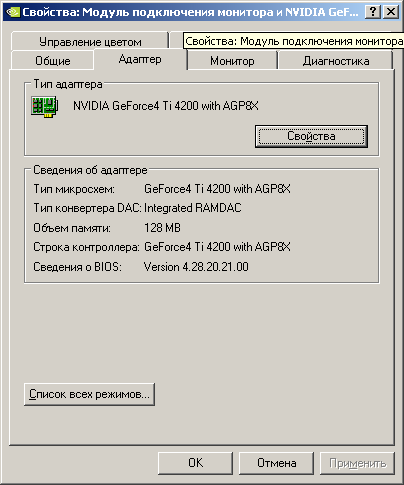 Свойства: Модуль подключения монитора и NVIDIA GeF...
Управление цветом
Свойства: Модуль подключения монитора
Общие
Адаптер
Монитор
Диагностика
Тип адаптера
NVIDIA GeForce4 Ti 4200 with AGP8X
Свойства
Сведения об адаптере
Тип микросхем: GeForce4 Ti 4200 with AGP8X
Тип конвертера DAC: Integrated RAMDAC
Объем памяти: 128 MB
Строка контроллера: GeForce4 Ti 4200 with AGP8X
Сведения о BIOS: Version 4.28.20.21.00
Список всех режимов...
OK Отмена Применить